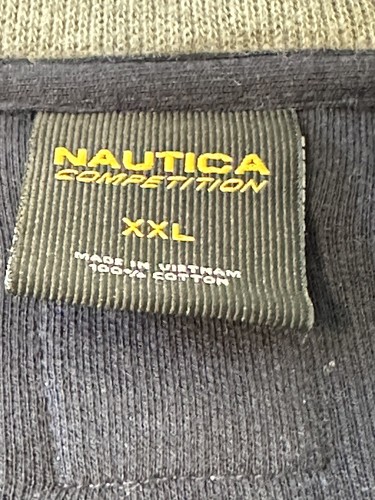 NAUTICA
COMPETITION
XXL
MADE IN VIETNAM
100% COTTON